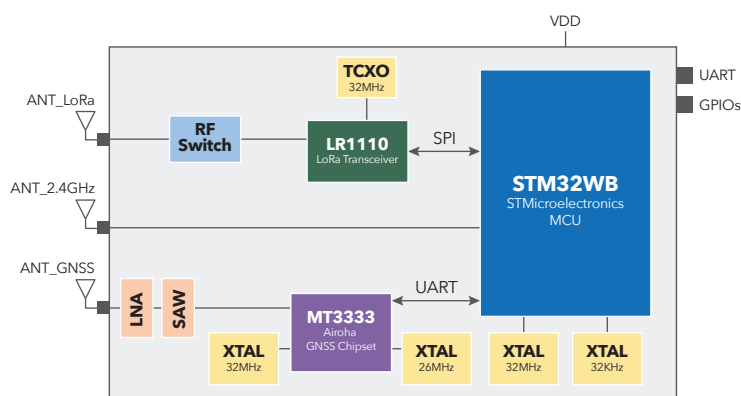 VDD
TCXO
32MHz
UART
GPIOs
ANT_LoRa
RF
Switch
LR1110
LoRa Transceiver
SPI
STM32WB
STMicroelectronics
MCU
ANT_2.4GHz
ANT_GNSS
LNA
SAW
MT3333
Airoha
GNSS Chipset
UART
XTAL
32MHz
XTAL
26MHz
XTAL
32MHz
XTAL
32KHz